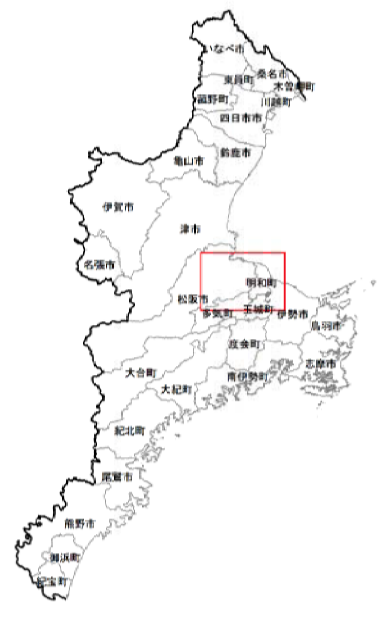 いなべ市
桑名市
東員町
木曽岬町
菰野町
川越町
四日市市
鈴鹿市
亀山市
伊賀市
津市
名張市
明和町
松阪市
多気町
玉城町
伊勢市
鳥羽市
度会町
志摩市
大台町
南伊勢町
大紀町
紀北町
尾鷲市
熊野市
御浜町
紀宝町